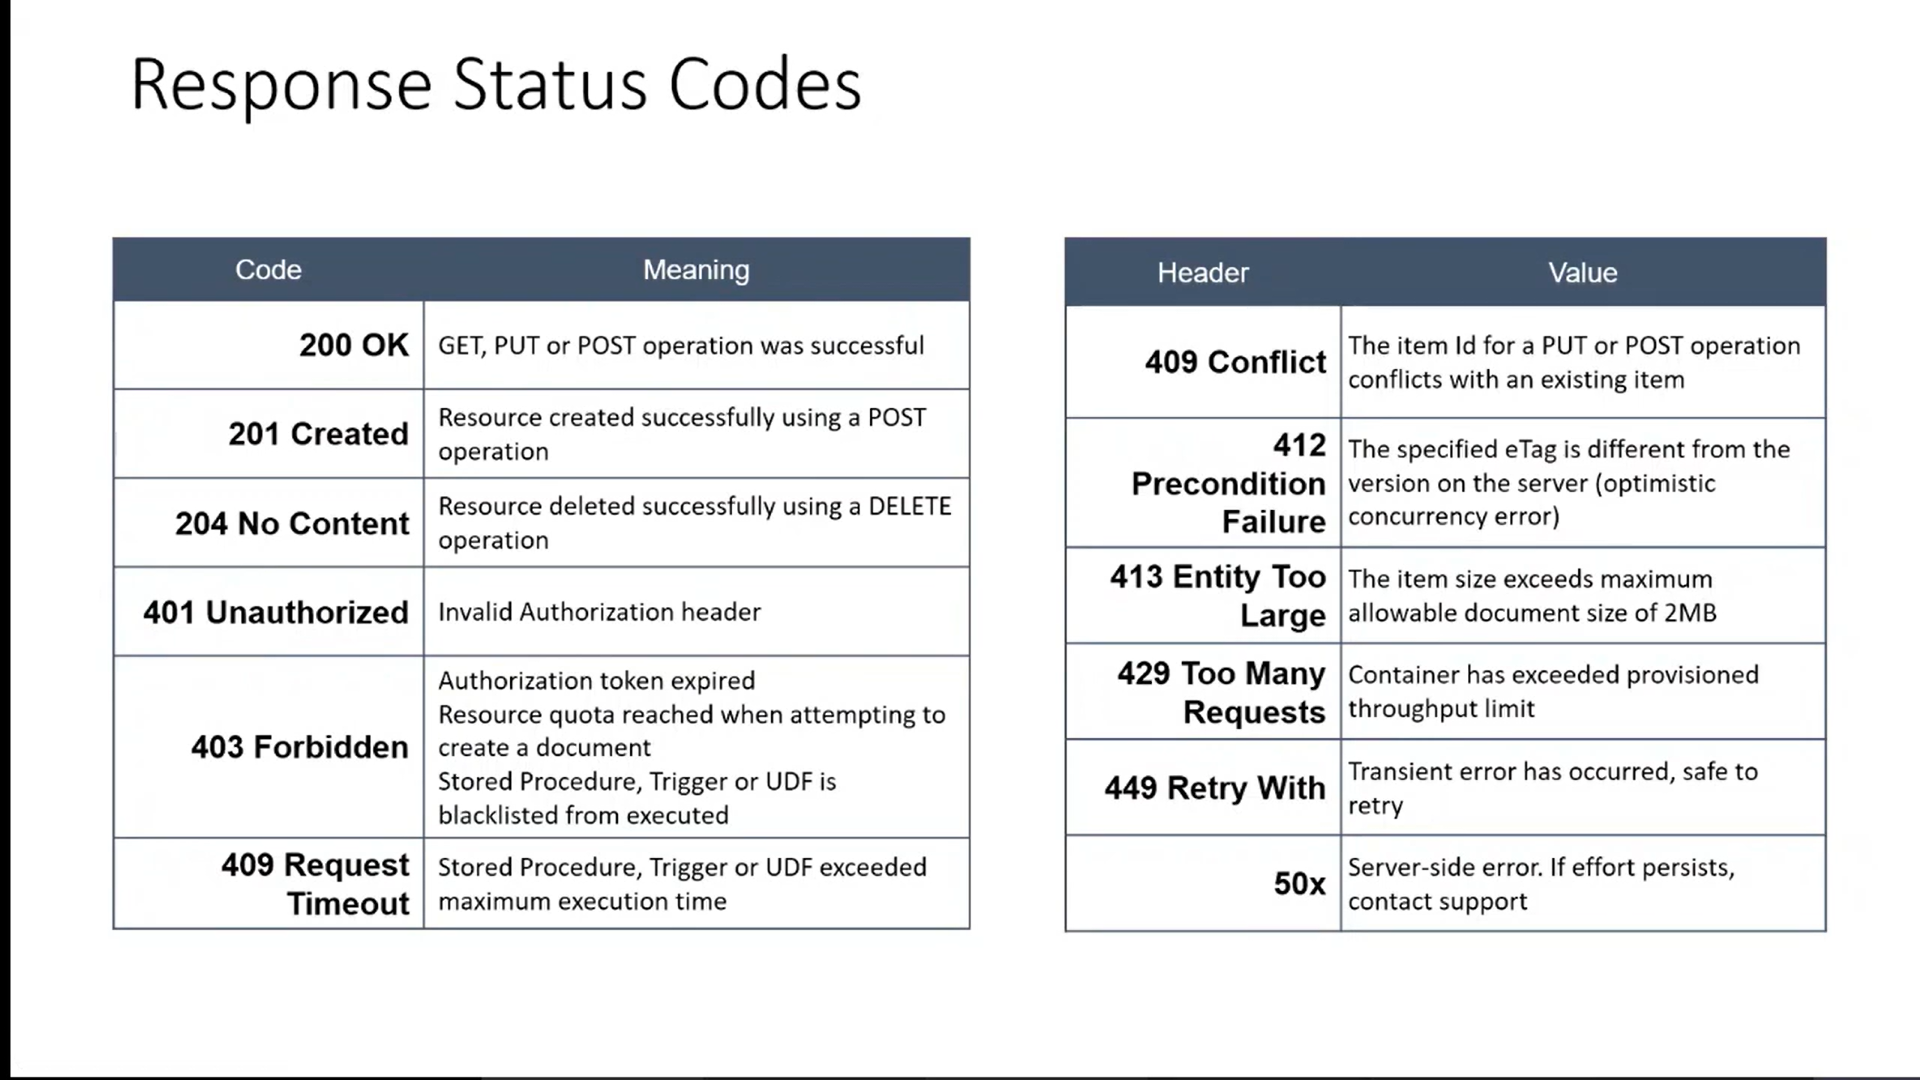 Response Status Codes
Code Meaning
200 OK GET, PUT or POST operation was successful
201 Created Resource created successfully using a POST
operation
204 No Content Resource deleted successfully using a DELETE
operation
401 Unauthorized Invalid Authorization header
403 Forbidden Authorization token expired
Resource quota reached when attempting to
create a document
Stored Procedure, Trigger or UDF is
blacklisted from executed
409 Request
Timeout
Stored Procedure, Trigger or UDF exceeded
maximum execution time
Header Value
409 Conflict The item Id for a PUT or POST operation
conflicts with an existing item
412
Precondition
Failure
The specified eTag is different from the
version on the server (optimistic
concurrency error)
413 Entity Too
Large
The item size exceeds maximum
allowable document size of 2MB
429 Too Many
Requests
Container has exceeded provisioned
throughput limit
449 Retry With Transient error has occurred, safe to
retry
50x Server-side error. If effort persists,
contact support